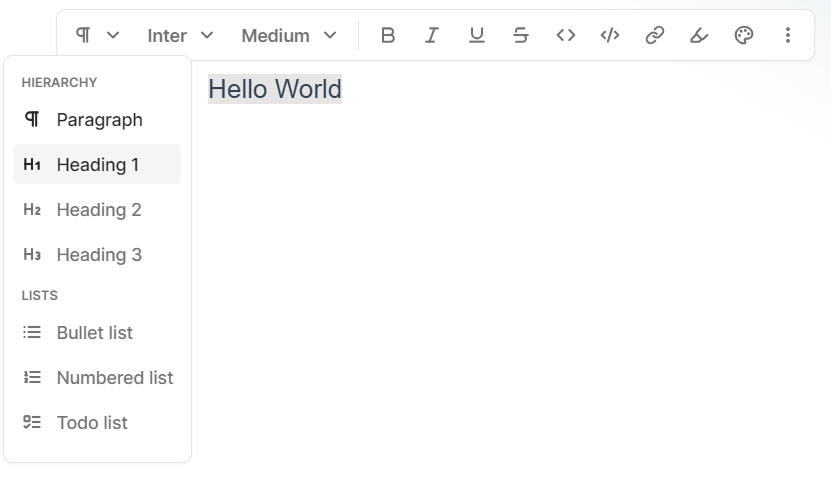 Inter Medium
HIERARCHY
Hello World
Paragraph
H1 Heading 1
H2 Heading 2
H3 Heading 3
LISTS
Bullet list
Numbered list
Todo list